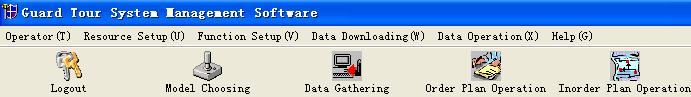 Guard Tour System Management Software
Operator(T) Resource Setup(U) Function Setup(V) Data Downloading(W) Data Operation(X) Help(G)
Logout Model Choosing Data Gathering Order Plan Operation Inorder Plan Operation